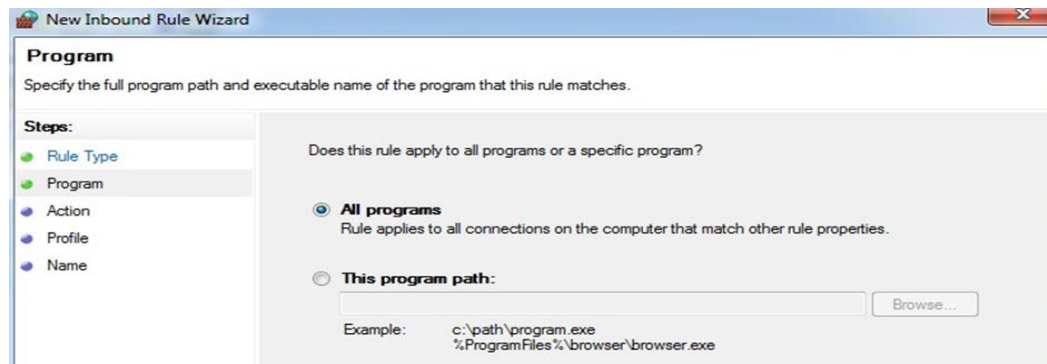 New Inbound Rule Wizard
Program
Specify the full program path and executable name of the program that this rule matches.
Steps:
Rule Type
Program
Action
Profile
Name
Does this rule apply to all programs or a specific program?
All programs
Rule applies to all connections on the computer that match other rule properties.
This program path:
Browse...
Example: c:\path\program.exe
%ProgramFiles%\browser\browser.exe